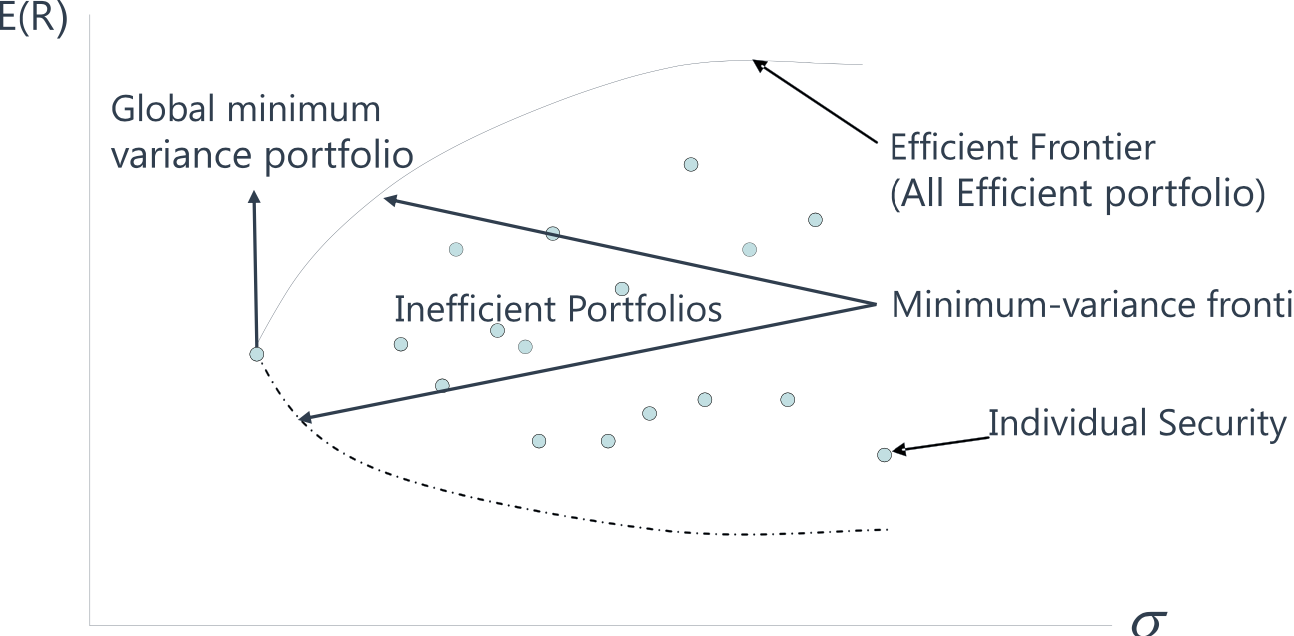 E(R)
Global minimum
variance portfolio
Efficient Frontier
(All Efficient portfolio)
Inefficient Portfolios
Minimum-variance fronti
Individual Security
σ